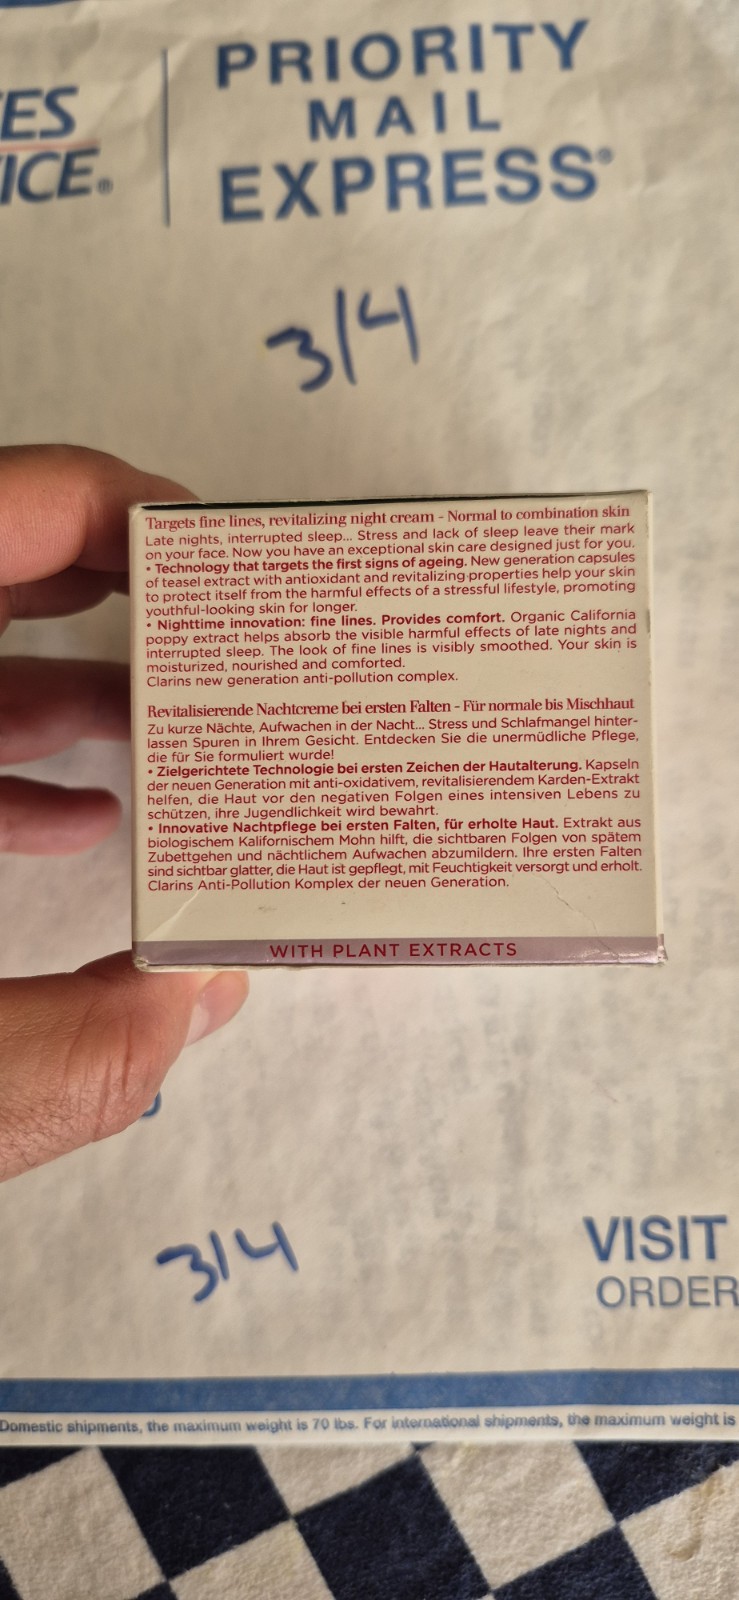 PRIORITY
MAIL
EXPRESS®
ES
ICE®
3/4
Targets fine lines, revitalizing night cream - Normal to combination skin
Late nights, interrupted sleep... Stress and lack of sleep leave their mark
on your face. Now you have an exceptional skin care designed just for you.
• Technology that targets the first signs of ageing. New generation capsules
of teasel extract with antioxidant and revitalizing properties help your skin
to protect itself from the harmful effects of a stressful lifestyle, promoting
youthful-looking skin for longer.
• Nighttime innovation: fine lines. Provides comfort. Organic California
poppy extract helps absorb the visible harmful effects of late nights and
interrupted sleep. The look of fine lines is visibly smoothed. Your skin is
moisturized, nourished and comforted.
Clarins new generation anti-pollution complex.
Revitalisierende Nachtcreme bei ersten Falten - Für normale bis Mischhaut
Zu kurze Nächte, Aufwachen in der Nacht... Stress und Schlafmangel hinter-
lassen Spuren in Ihrem Gesicht. Entdecken Sie die unermüdliche Pflege,
die für Sie formuliert wurde!
• Zielgerichtete Technologie bei ersten Zeichen der Hautalterung. Kapseln
der neuen Generation mit anti-oxidativem, revitalisierendem Karden-Extrakt
helfen, die Haut vor den negativen Folgen eines intensiven Lebens zu
schützen, ihre Jugendlichkeit wird bewahrt.
• Innovative Nachtpflege bei ersten Falten, für erholte Haut. Extrakt aus
biologischem Kalifornischem Mohn hilft, die sichtbaren Folgen von spätem
Zubettgehen und nächtlichem Aufwachen abzumildern. Ihre ersten Falten
sind sichtbar glatter, die Haut ist gepflegt, mit Feuchtigkeit versorgt und erholt.
Clarins Anti-Pollution Komplex der neuen Generation.
WITH PLANT EXTRACTS
3/4
VISIT
ORDER
Domestic shipments, the maximum weight is 70 lbs. For international shipments, the maximum weight is